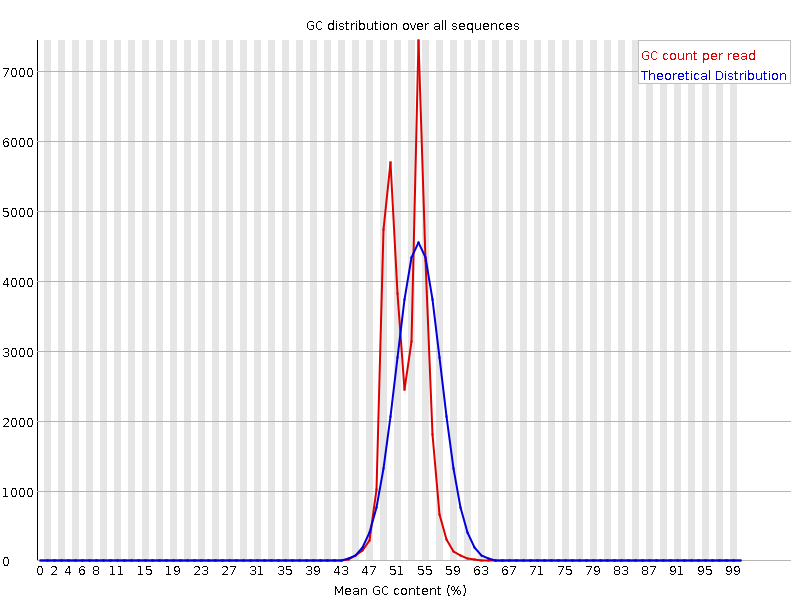 GC distribution over all sequences
GC count per read
Theoretical Distribution
7000
6000
5000
4000
3000
2000
1000
0
0 2 4 6 8 11 15 19 23 27 31 35 39 43 47 51 55 59 63 67 71 75 79 83 87 91 95 99
Mean GC content (%)